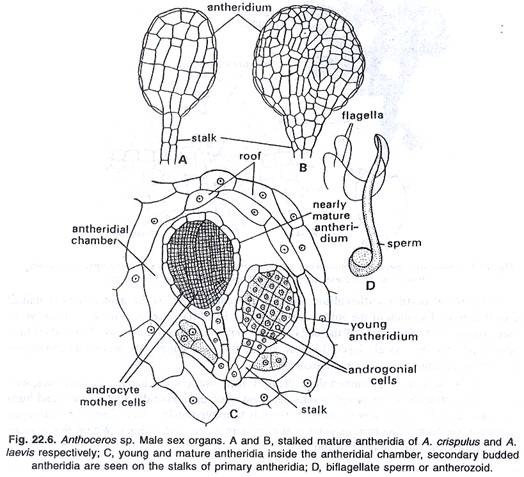 antheridium
flagella
stalk
A
B
roof
nearly
mature
antheri-
dium
antheridial
chamber
sperm
D
young
antheridium
androgonial
cells
androcyte
mother cells
C
stalk
Fig. 22.6. Anthoceros sp. Male sex organs. A and B, stalked mature antheridia of A. crispulus and A.
laevis respectively; C, young and mature antheridia inside the antheridial chamber, secondary budded
antheridia are seen on the stalks of primary antheridia; D, biflagellate sperm or antherozoid.